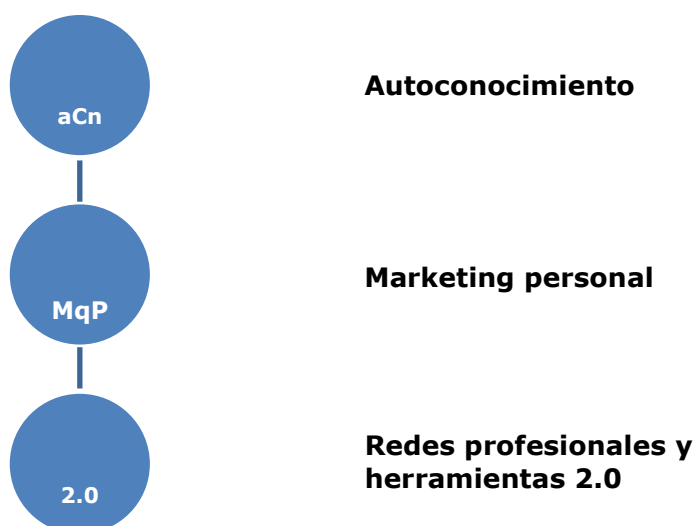 aCn
Autoconocimiento
MqP
Marketing personal
2.0
Redes profesionales y
herramientas 2.0